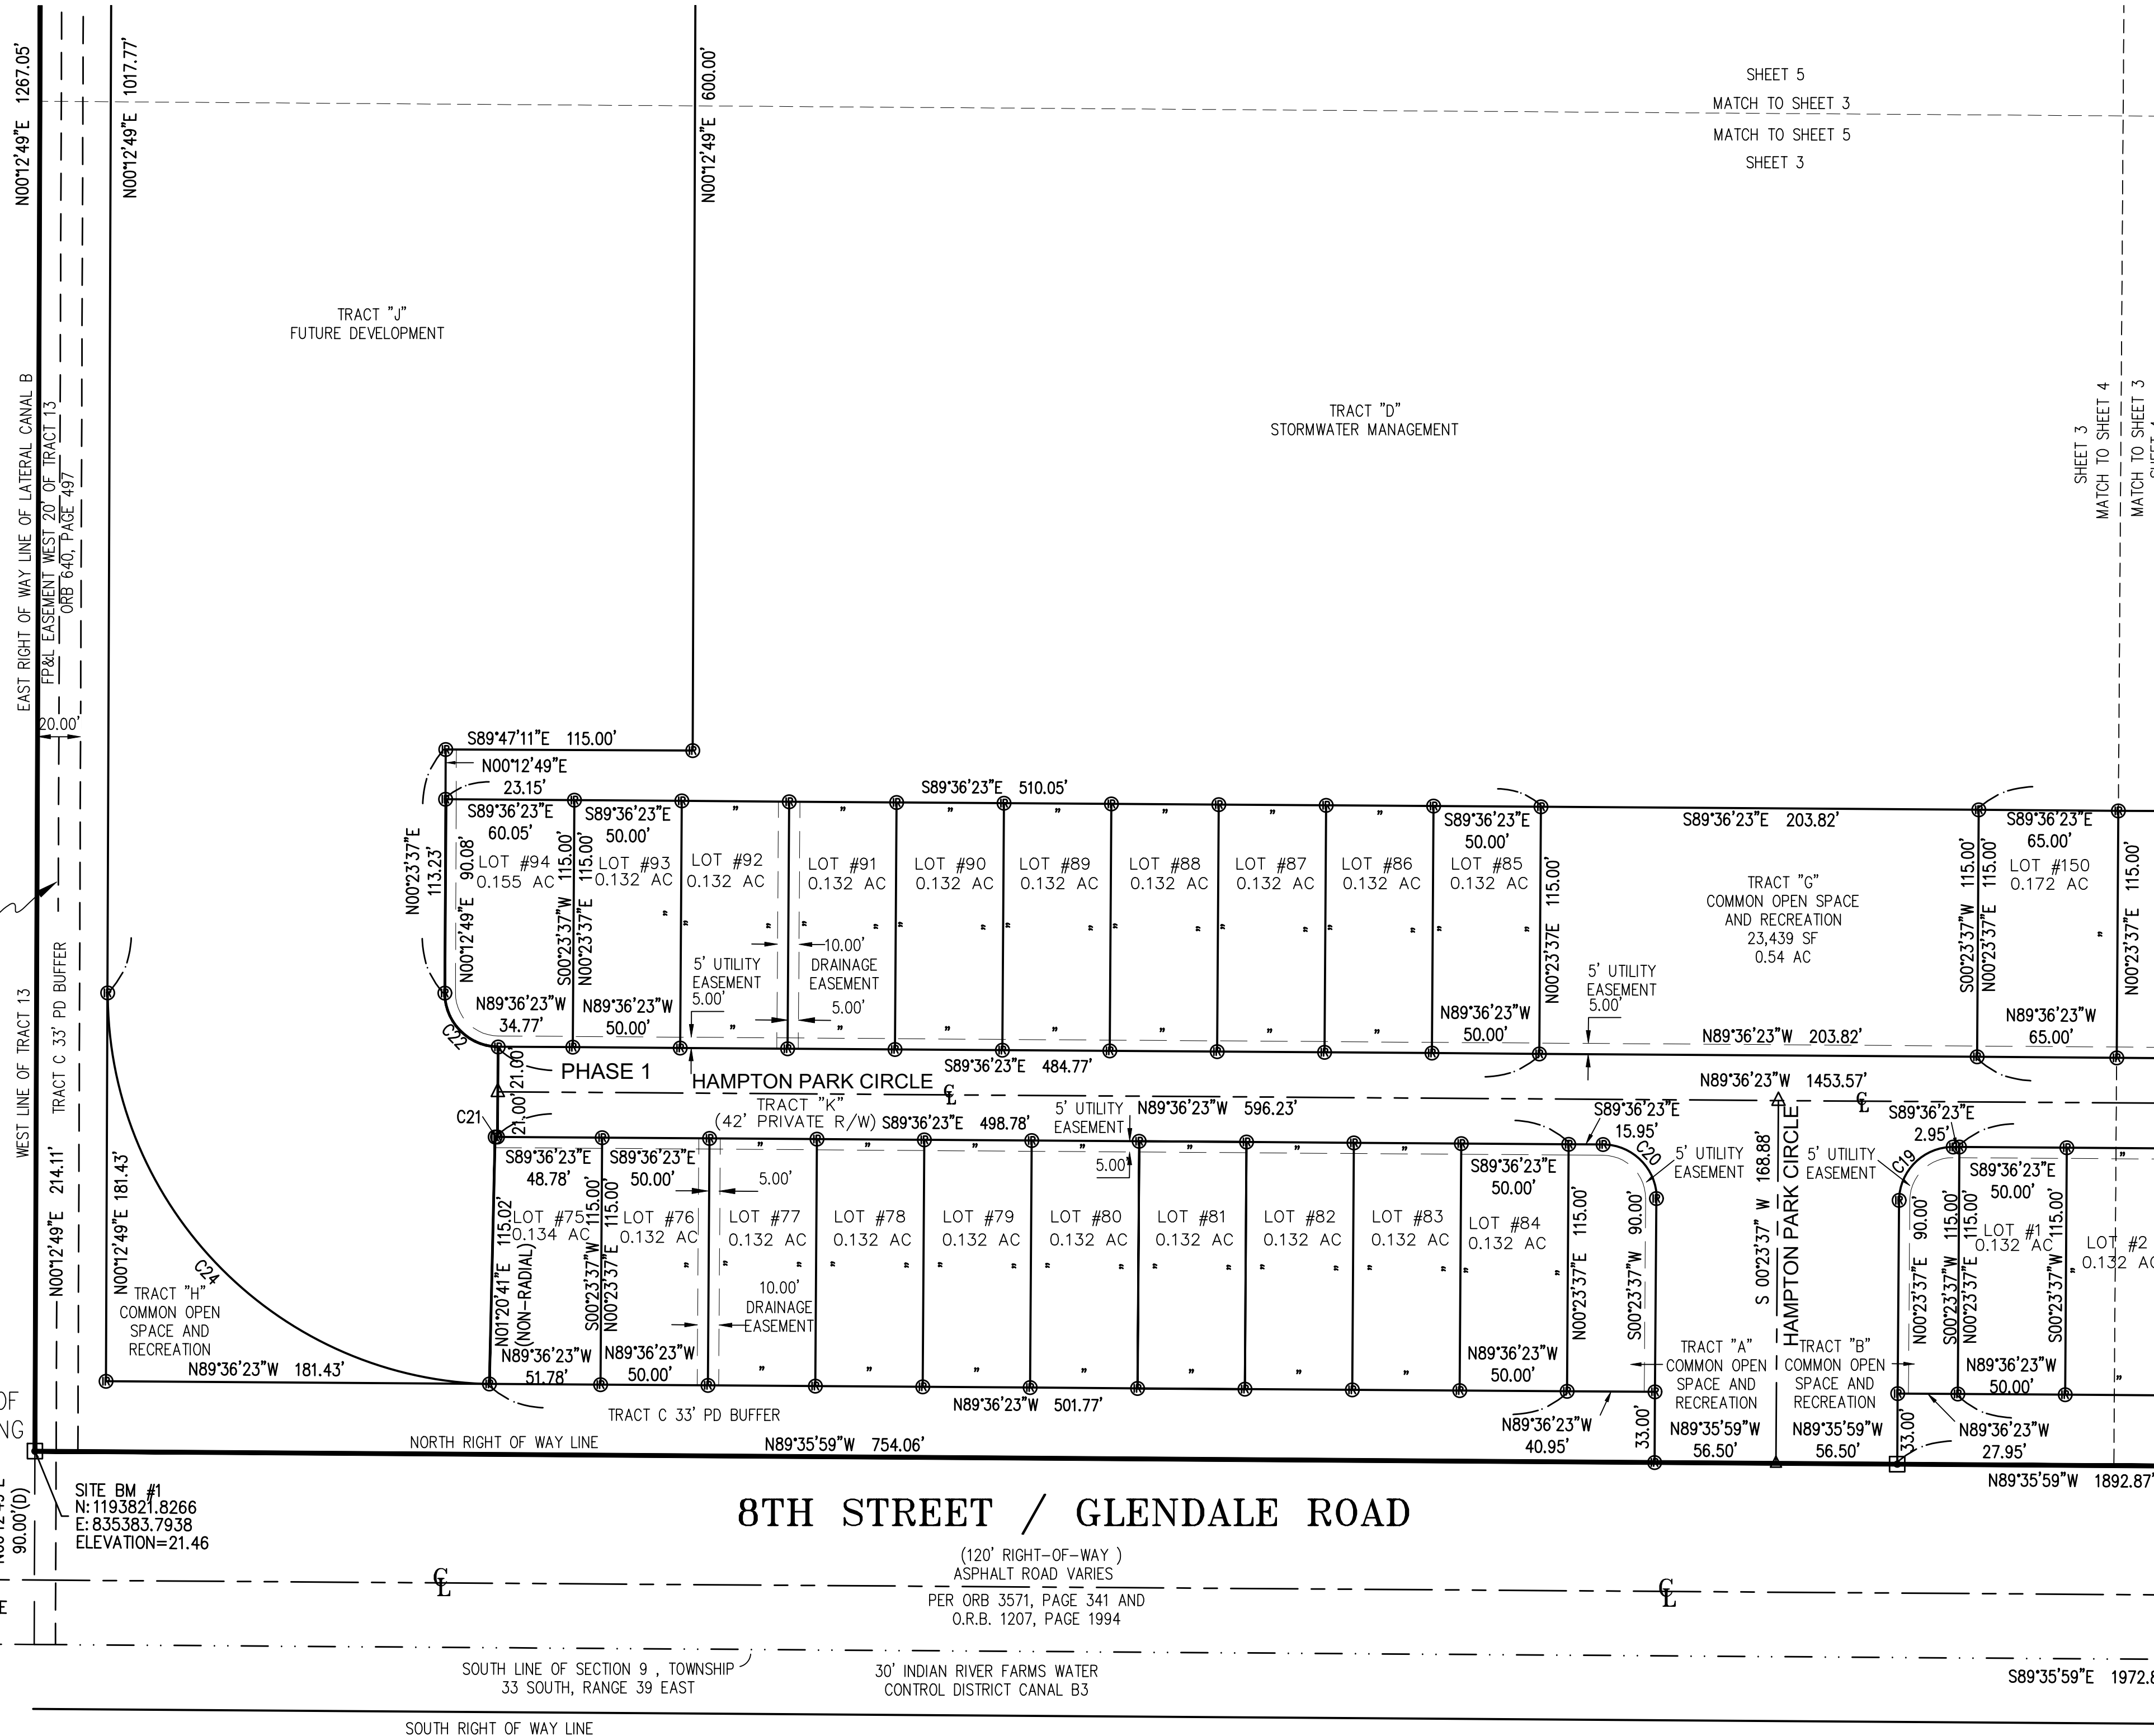 N00°12'49"E 1267.05'
N00°12'49"E 1017.77'
N00°12'49"E 600.00'
SHEET 5
MATCH TO SHEET 3
MATCH TO SHEET 5
SHEET 3
TRACT "J"
FUTURE DEVELOPMENT
TRACT "D"
STORMWATER MANAGEMENT
SHEET 3
MATCH TO SHEET 4
MATCH TO SHEET 3
EAST RIGHT OF WAY LINE OF LATERAL CANAL B
FP&L EASEMENT WEST 20' OF TRACT 13
ORB 640, PAGE 497
20.00'
WEST LINE OF TRACT 13
TRACT C 33' PD BUFFER
N00°12'49"E 214.11'
N00°12'49"E 181.43'
S89°47'11"E 115.00'
N00°12'49"E
23.15'
S89°36'23"E 510.05'
N00°23'37"E
113.23'
N00°12'49"E 90.08'
S89°36'23"E
60.05'
LOT #94
0.155 AC
N89°36'23"W
34.77'
C22
S00°23'37"W 115.00'
N00°23'37"E 115.00'
S89°36'23"E
50.00'
LOT #93
0.132 AC
N89°36'23"W
50.00'
LOT #92
0.132 AC
5' UTILITY
EASEMENT
5.00'
10.00'
DRAINAGE
EASEMENT
5.00'
LOT #91
0.132 AC
LOT #90
0.132 AC
LOT #89
0.132 AC
LOT #88
0.132 AC
LOT #87
0.132 AC
LOT #86
0.132 AC
S89°36'23"E
50.00'
LOT #85
0.132 AC
N89°36'23"W
50.00'
N00°23'37E 115.00'
S89°36'23"E 203.82'
TRACT "G"
COMMON OPEN SPACE
AND RECREATION
23,439 SF
0.54 AC
5' UTILITY
EASEMENT
5.00'
N89°36'23"W 203.82'
S00°23'37"W 115.00'
N00°23'37"E 115.00'
S89°36'23"E
65.00'
LOT #150
0.172 AC
N89°36'23"W
65.00'
N00°23'37"E 115.00'
21.00'
21.00'
C21
PHASE 1
HAMPTON PARK CIRCLE
TRACT "K"
(42' PRIVATE R/W)
S89°36'23"E 484.77'
S89°36'23"E 498.78'
5' UTILITY
EASEMENT
5.00'
N89°36'23"W 596.23'
N89°36'23"W 1453.57'
S89°36'23"E
15.95'
C20
5' UTILITY
EASEMENT
S 00°23'37" W 168.88'
HAMPTON PARK CIRCLE
5' UTILITY
EASEMENT
S89°36'23"E
2.95'
C19
S89°36'23"E
48.78'
LOT #75
0.134 AC
N01°20'41"E 115.02'
(NON-RADIAL)
N89°36'23"W
51.78'
S00°23'37"W 115.00'
N00°23'37"E 115.00'
S89°36'23"E
50.00'
LOT #76
0.132 AC
N89°36'23"W
50.00'
5.00'
10.00'
DRAINAGE
EASEMENT
LOT #77
0.132 AC
LOT #78
0.132 AC
LOT #79
0.132 AC
LOT #80
0.132 AC
LOT #81
0.132 AC
LOT #82
0.132 AC
LOT #83
0.132 AC
S89°36'23"E
50.00'
LOT #84
0.132 AC
N89°36'23"W
50.00'
N00°23'37"E 115.00'
S00°23'37"W 90.00'
TRACT "A"
COMMON OPEN
SPACE AND
RECREATION
N89°35'59"W
56.50'
TRACT "B"
COMMON OPEN
SPACE AND
RECREATION
N89°35'59"W
56.50'
N00°23'37"E 90.00'
S00°23'37"W 115.00'
N00°23'37"E 115.00'
S89°36'23"E
50.00'
LOT #1
0.132 AC
N89°36'23"W
50.00'
S00°23'37"W 115.00'
LOT #2
0.132 AC
C24
TRACT "H"
COMMON OPEN
SPACE AND
RECREATION
N89°36'23"W 181.43'
TRACT C 33' PD BUFFER
N89°36'23"W 501.77'
N89°36'23"W
40.95'
33.00'
33.00'
N89°36'23"W
27.95'
NORTH RIGHT OF WAY LINE
N89°35'59"W 754.06'
N89°35'59"W 1892.87'
OF
90.00'(D)
SITE BM #1
N:1193821.8266
E:835383.7938
ELEVATION=21.46
8TH STREET / GLENDALE ROAD
(120' RIGHT-OF-WAY )
ASPHALT ROAD VARIES
PER ORB 3571, PAGE 341 AND
O.R.B. 1207, PAGE 1994
SOUTH LINE OF SECTION 9 , TOWNSHIP
33 SOUTH, RANGE 39 EAST
30' INDIAN RIVER FARMS WATER
CONTROL DISTRICT CANAL B3
S89°35'59"E 1972.8
SOUTH RIGHT OF WAY LINE